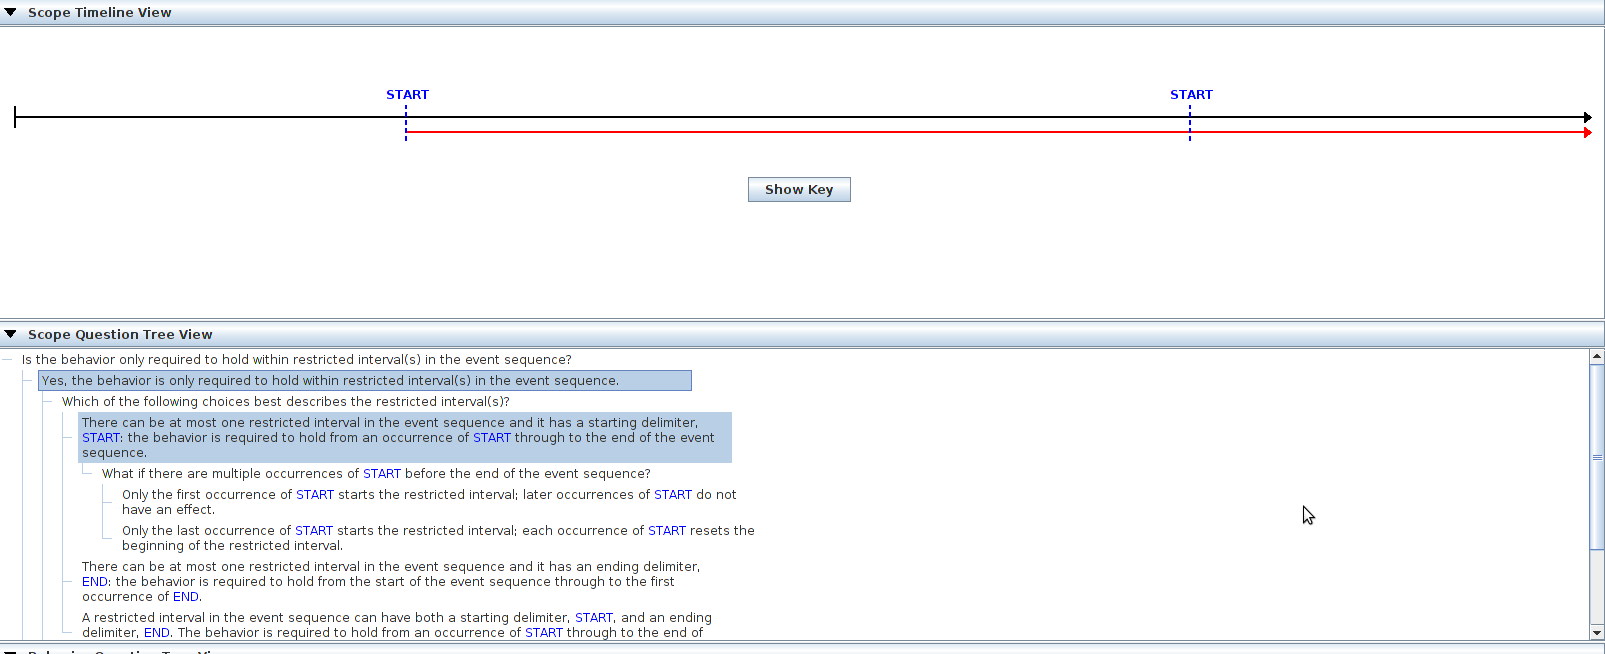 Scope Timeline View
START START
Show Key
Scope Question Tree View
Is the behavior only required to hold within restricted interval(s) in the event sequence?
Yes, the behavior is only required to hold within restricted interval(s) in the event sequence.
Which of the following choices best describes the restricted interval(s)?
There can be at most one restricted interval in the event sequence and it has a starting delimiter,
START: the behavior is required to hold from an occurrence of START through to the end of the event
sequence.
What if there are multiple occurrences of START before the end of the event sequence?
Only the first occurrence of START starts the restricted interval; later occurrences of START do not
have an effect.
Only the last occurrence of START starts the restricted interval; each occurrence of START resets the
beginning of the restricted interval.
There can be at most one restricted interval in the event sequence and it has an ending delimiter,
END: the behavior is required to hold from the start of the event sequence through to the first
occurrence of END.
A restricted interval in the event sequence can have both a starting delimiter, START, and an ending
delimiter, END. The behavior is required to hold from an occurrence of START through to the end of